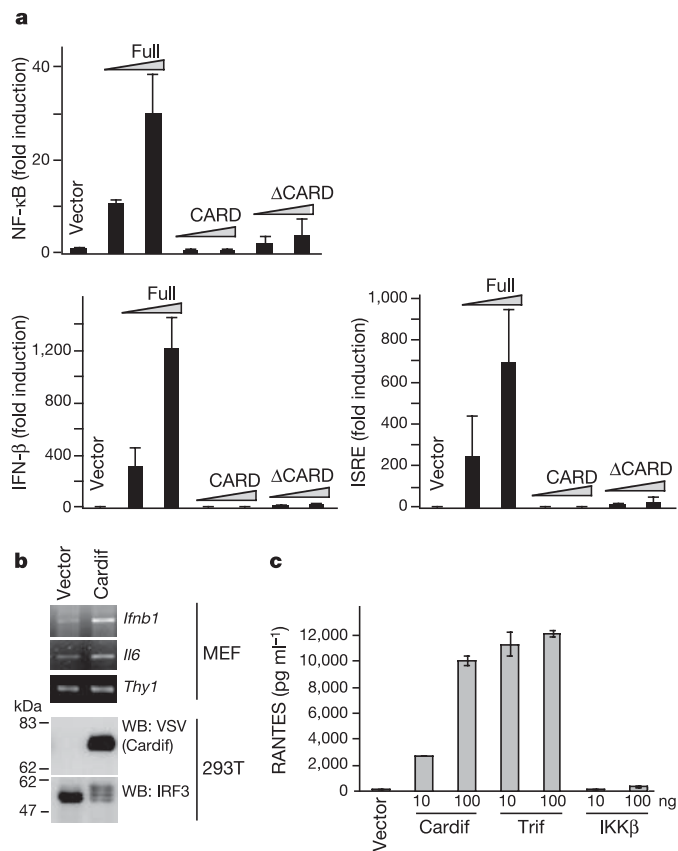 a
NF-κB (fold induction)
40
20
0
Vector
Full
CARD
ΔCARD
IFN-β (fold induction)
1,200
800
400
0
Vector
Full
CARD
ΔCARD
ISRE (fold induction)
1,000
800
600
400
200
0
Vector
Full
CARD
ΔCARD
b
Vector
Cardif
Ifnb1
Il6
Thy1
MEF
kDa
83
62
62
47
WB: VSV
(Cardif)
WB: IRF3
293T
c
RANTES (pg ml⁻¹)
12,000
10,000
8,000
6,000
4,000
2,000
0
Vector
10 100 10 100 10 100 ng
Cardif Trif IKKβ